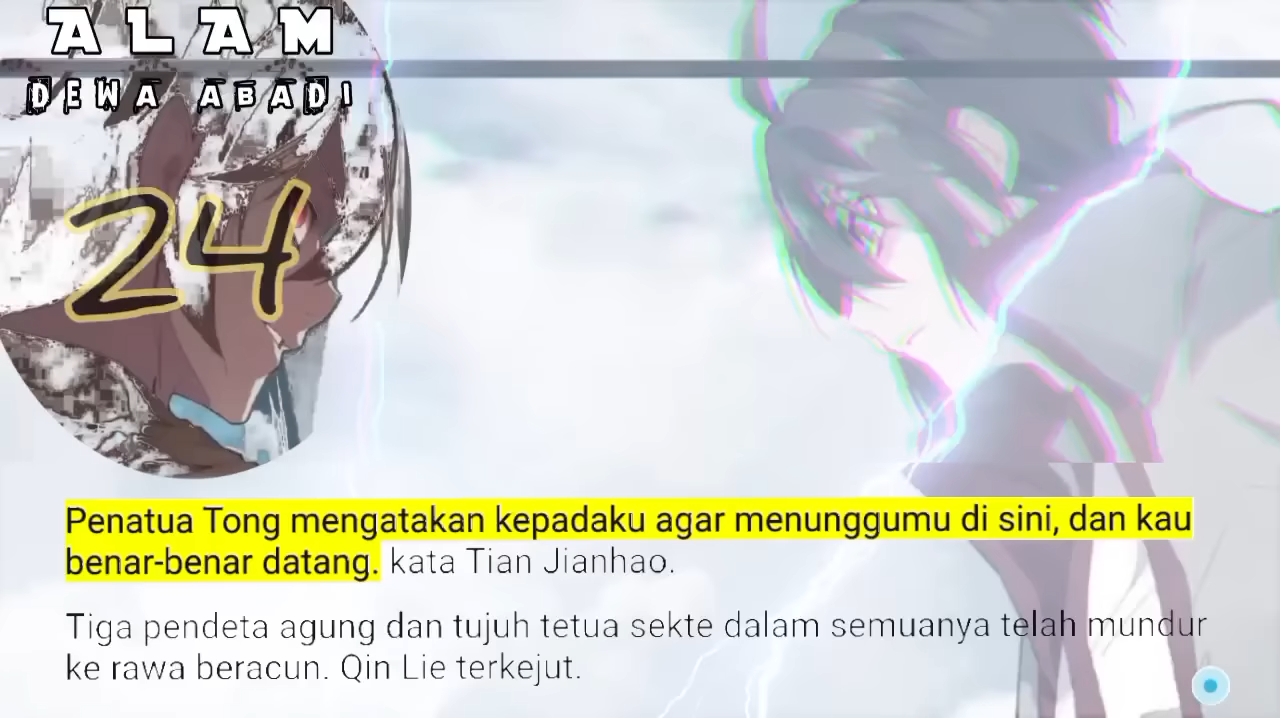 ALAM
DEWA ABADI
24
Penatua Tong mengatakan kepadaku agar menunggumu di sini, dan kau
benar-benar datang. kata Tian Jianhao.
Tiga pendeta agung dan tujuh tetua sekte dalam semuanya telah mundur
ke rawa beracun. Qin Lie terkejut.